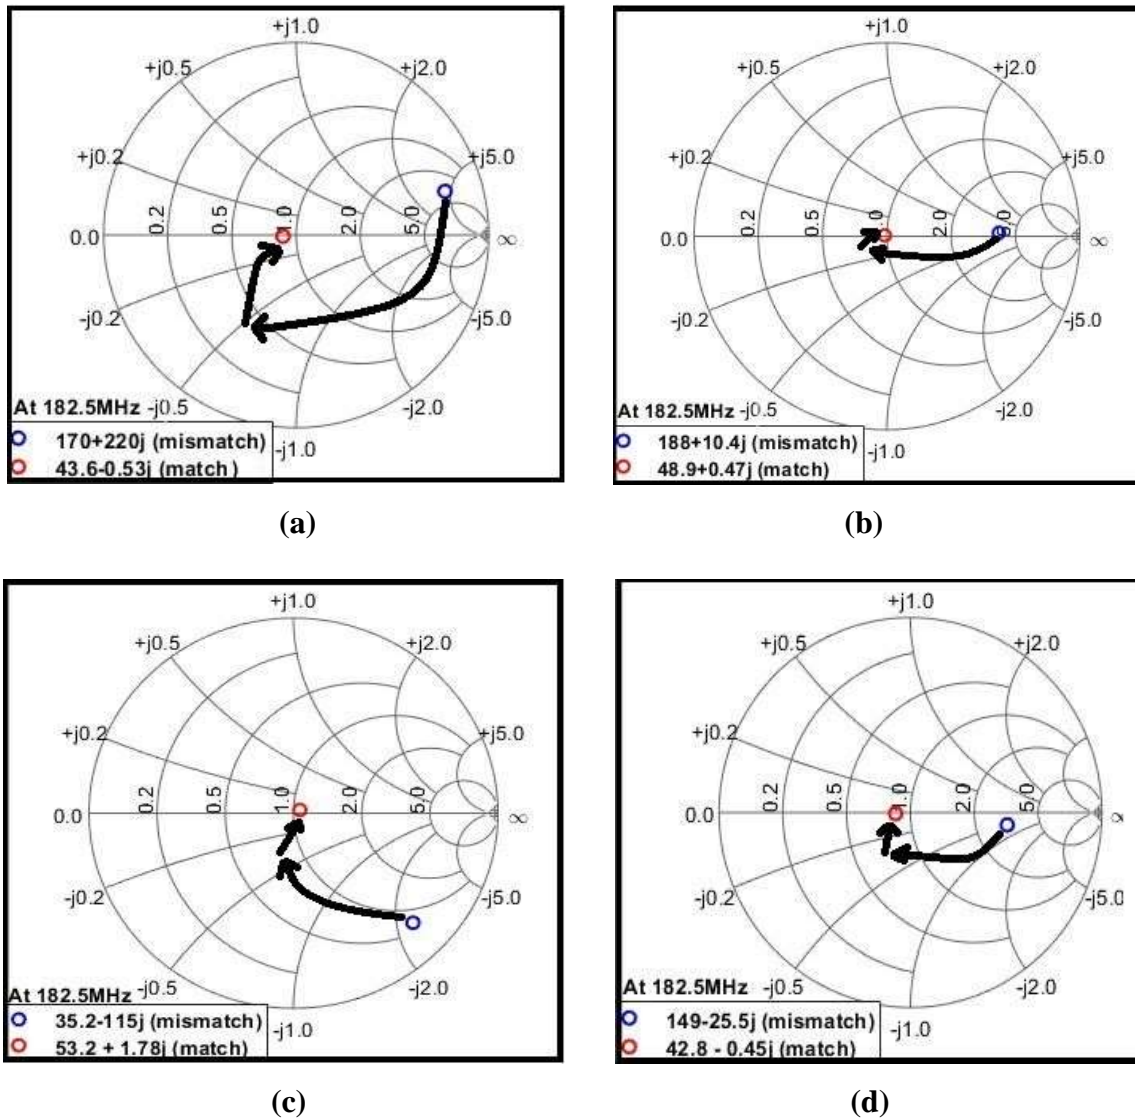 +j1.0
+j0.5
+j2.0
+j0.2
+j5.0
0.0
0.2
0.5
1.0
2.0
5.0
∞
-j0.2
-j5.0
At 182.5MHz -j0.5
-j2.0
170+220j (mismatch)
-j1.0
43.6-0.53j (match )
(a)
+j1.0
+j0.5
+j2.0
+j0.2
+j5.0
0.0
0.2
0.5
.0
2.0
5.0
∞
-j0.2
-j5.0
At 182.5MHz -j0.5
-j2.0
188+10.4j (mismatch)
-j1.0
48.9+0.47j (match)
(b)
+j1.0
+j0.5
+j2.0
+j0.2
+j5.0
0.0
0.2
0.5
1.0
2.0
5.0
∞
-j0.2
-j5.0
At 182.5MHz -j0.5
-j2.0
35.2-115j (mismatch)
-j1.0
53.2 + 1.78j (match)
(c)
+j1.0
+j0.5
+j2.0
+j0.2
+j5.0
0.0
0.2
0.5
1.0
2.0
5.0
-j0.2
-j5.0
At 182.5MHz -j0.5
-j2.0
149-25.5j (mismatch)
-j1.0
42.8 - 0.45j (match)
(d)